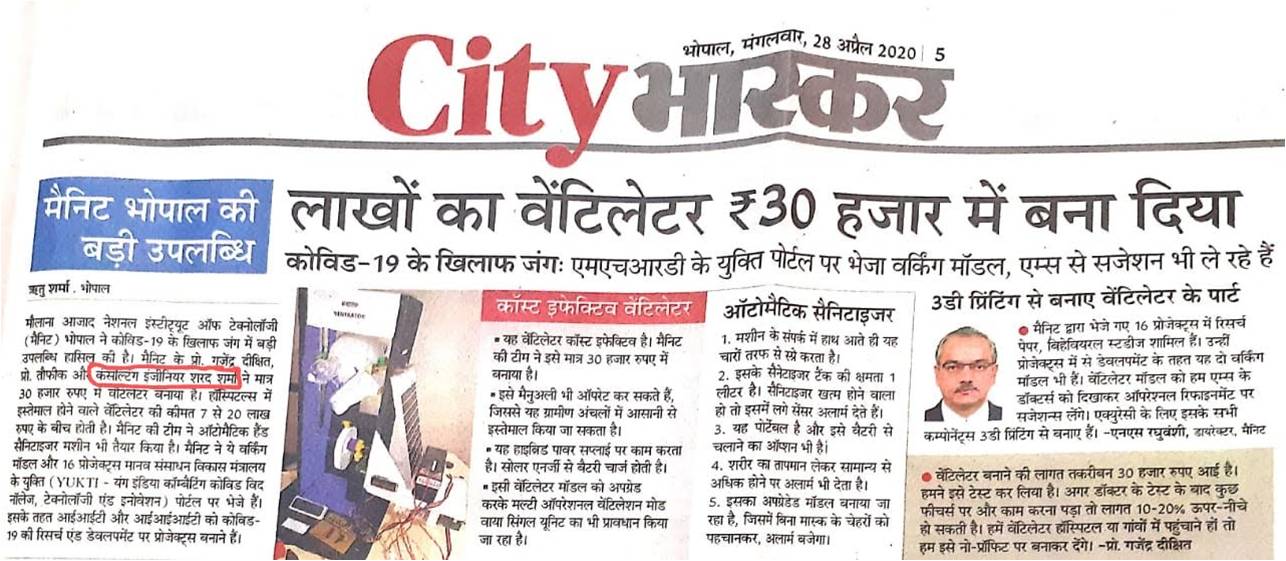 भोपाल, मंगलवार, 28 अप्रैल 2020 | 5
City भास्कर
मैनिट भोपाल की
बड़ी उपलब्धि
लाखों का वेंटिलेटर ₹30 हजार में बना दिया
कोविड-19 के खिलाफ जंग: एमएचआरडी के युक्ति पोर्टल पर भेजा वर्किंग मॉडल, एम्स से सजेशन भी ले रहे हैं
ऋतु शर्मा . भोपाल
मौलाना आजाद नेशनल इंस्टीट्यूट ऑफ टेक्नोलॉजी
(मैनिट) भोपाल ने कोविड-19 के खिलाफ जंग में बड़ी
उपलब्धि हासिल की है। मैनिट के प्रो. गजेंद्र दीक्षित,
प्रो. तौफीक और कंसल्टिंग इंजीनियर शरद शर्मा ने मात्र
30 हजार रुपए में वेंटिलेटर बनाया है। हॉस्पिटल्स में
इस्तेमाल होने वाले वेंटिलेटर की कीमत 7 से 20 लाख
रुपए के बीच होती है। मैनिट की टीम ने ऑटोमैटिक हैंड
सैनिटाइजर मशीन भी तैयार किया है। मैनिट ने ये वर्किंग
मॉडल और 16 प्रोजेक्ट्स मानव संसाधन विकास मंत्रालय
के युक्ति (YUKTI - यंग इंडिया कॉम्बैटिंग कोविड विद
नॉलेज, टेक्नोलॉजी एंड इनोवेशन) पोर्टल पर भेजे हैं।
इसके तहत आईआईटी और आईआईआईटी को कोविड-
19 की रिसर्च एंड डेवलपमेंट पर प्रोजेक्ट्स बनाने हैं।
कॉस्ट इफेक्टिव वेंटिलेटर
• यह वेंटिलेटर कॉस्ट इफेक्टिव है। मैनिट
की टीम ने इसे मात्र 30 हजार रुपए में
बनाया है।
• इसे मैनुअली भी ऑपरेट कर सकते हैं,
जिससे यह ग्रामीण अंचलों में आसानी से
इस्तेमाल किया जा सकता है।
• यह हाइब्रिड पावर सप्लाई पर काम करता
है। सोलर एनर्जी से बैटरी चार्ज होती है।
• इसी वेंटिलेटर मॉडल को अपग्रेड
करके मल्टी ऑपरेशनल वेंटिलेशन मोड
वाया सिंगल यूनिट का भी प्रावधान किया
जा रहा है।
ऑटोमैटिक सैनिटाइजर
1. मशीन के संपर्क में हाथ आते ही यह
चारों तरफ से स्प्रे करता है।
2. इसके सैनेटाइजर टैंक की क्षमता 1
लीटर है। सैनिटाइजर खत्म होने वाला
हो तो इसमें लगे सेंसर अलार्म देते हैं।
3. यह पोर्टेबल है और इसे बैटरी से
चलाने का ऑप्शन भी है।
4. शरीर का तापमान लेकर सामान्य से
अधिक होने पर अलार्म भी देता है।
5. इसका अपग्रेडेड मॉडल बनाया जा
रहा है, जिसमें बिना मास्क के चेहरों को
पहचानकर, अलार्म बजेगा।
3डी प्रिंटिंग से बनाए वेंटिलेटर के पार्ट
• मैनिट द्वारा भेजे गए 16 प्रोजेक्ट्स में रिसर्च
पेपर, बिहेवियरल स्टडीज शामिल हैं। उन्हीं
प्रोजेक्ट्स में से डेवलपमेंट के तहत यह दो वर्किंग
मॉडल भी हैं। वेंटिलेटर मॉडल को हम एम्स के
डॉक्टर्स को दिखाकर ऑपरेशनल रिफाइनमेंट पर
सजेशन्स लेंगे। एक्युरेसी के लिए इसके सभी
कम्पोनेंट्स 3डी प्रिंटिंग से बनाए हैं। -एनएस रघुवंशी, डायरेक्टर, मैनिट
• वेंटिलेटर बनाने की लागत तकरीबन 30 हजार रुपए आई है।
हमने इसे टेस्ट कर लिया है। अगर डॉक्टर के टेस्ट के बाद कुछ
फीचर्स पर और काम करना पड़ा तो लागत 10-20% ऊपर-नीचे
हो सकती है। हमें वेंटिलेटर हॉस्पिटल या गांवों में पहुंचाने हों तो
हम इसे नो-प्रॉफिट पर बनाकर देंगे। -प्रो. गजेंद्र दीक्षित